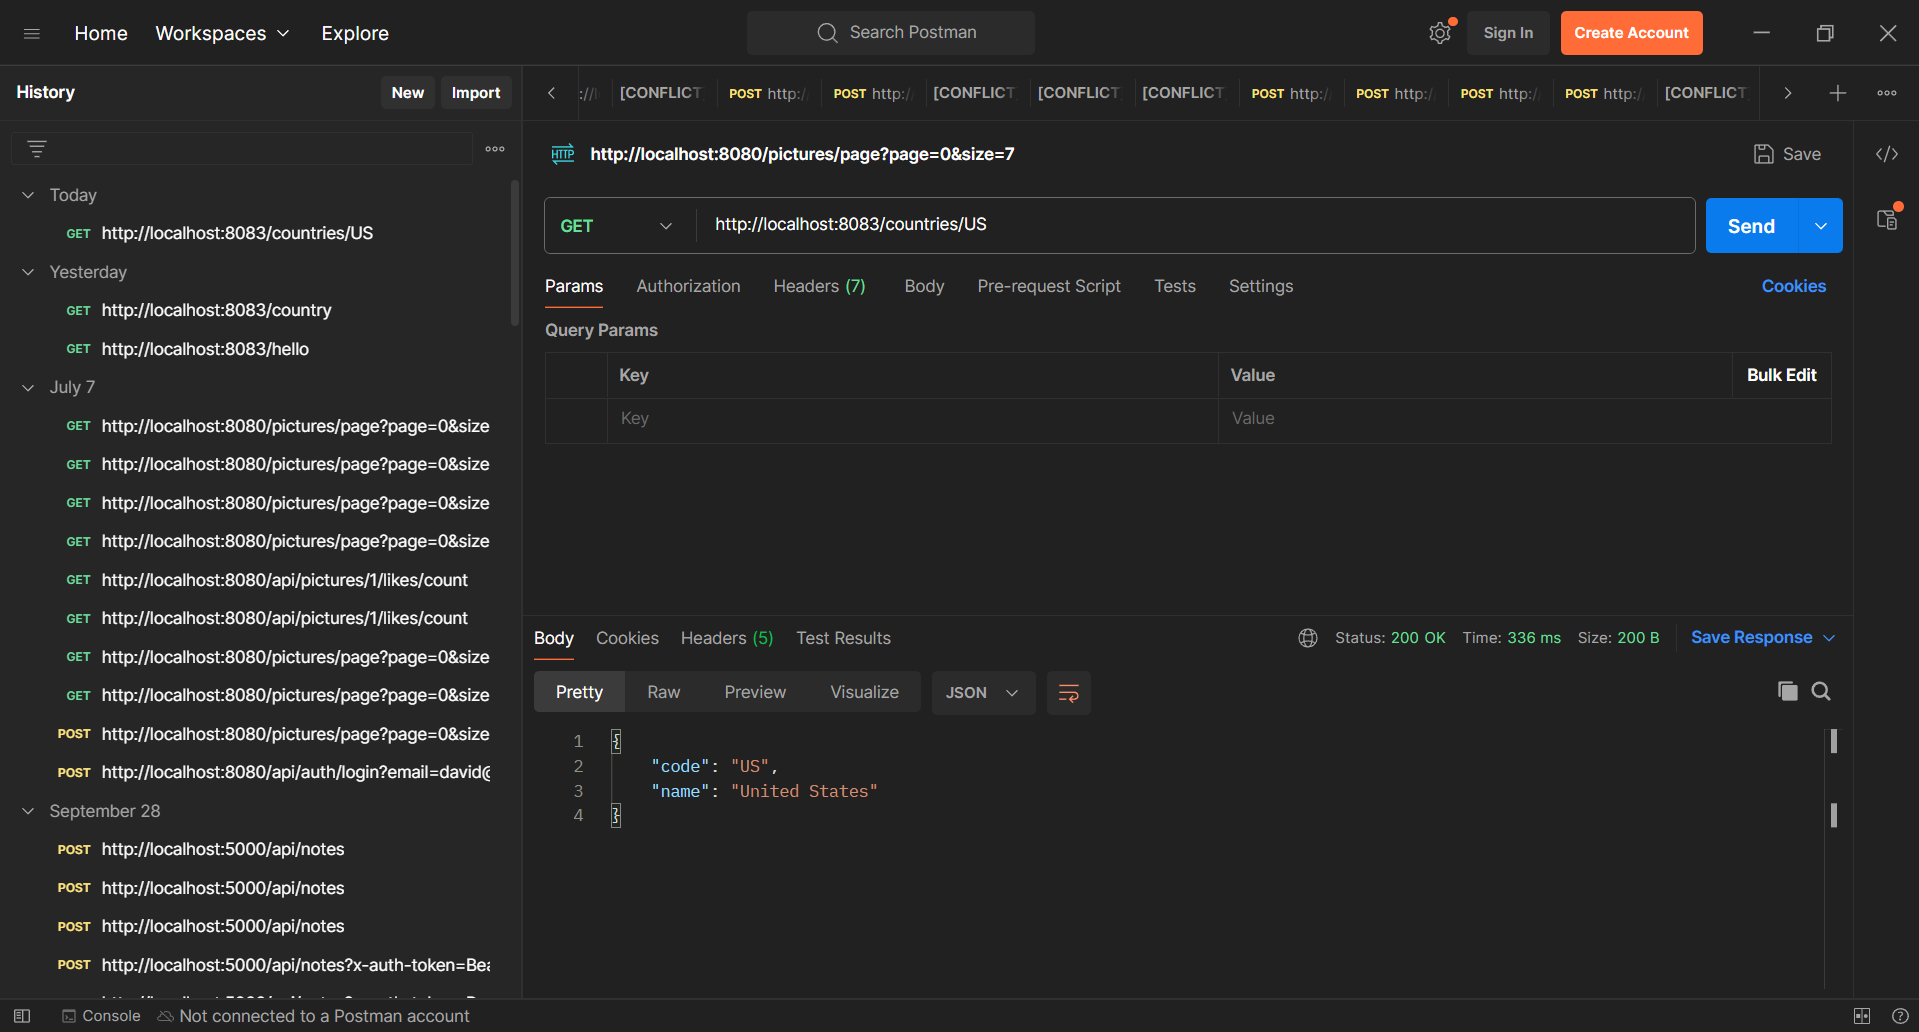 Home Workspaces Explore
Search Postman
Sign In Create Account
History New Import
[CONFLICT POST http:/ POST http:/ [CONFLICT [CONFLICT [CONFLICT POST http:/ POST http:/ POST http:/ POST http:/ [CONFLICT
HTTP http://localhost:8080/pictures/page?page=0&size=7 Save
GET http://localhost:8083/countries/US Send
Params Authorization Headers (7) Body Pre-request Script Tests Settings Cookies
Query Params
Key Value Bulk Edit
Key Value
Today
GET http://localhost:8083/countries/US
Yesterday
GET http://localhost:8083/country
GET http://localhost:8083/hello
July 7
GET http://localhost:8080/pictures/page?page=0&size
GET http://localhost:8080/pictures/page?page=0&size
GET http://localhost:8080/pictures/page?page=0&size
GET http://localhost:8080/pictures/page?page=0&size
GET http://localhost:8080/api/pictures/1/likes/count
GET http://localhost:8080/api/pictures/1/likes/count
GET http://localhost:8080/pictures/page?page=0&size
GET http://localhost:8080/pictures/page?page=0&size
POST http://localhost:8080/pictures/page?page=0&size
POST http://localhost:8080/api/auth/login?email=david@
September 28
POST http://localhost:5000/api/notes
POST http://localhost:5000/api/notes
POST http://localhost:5000/api/notes
POST http://localhost:5000/api/notes?x-auth-token=Bea
Body Cookies Headers (5) Test Results
Status: 200 OK Time: 336 ms Size: 200 B Save Response
Pretty Raw Preview Visualize JSON
1 {
2 "code": "US",
3 "name": "United States"
4 }
Console Not connected to a Postman account